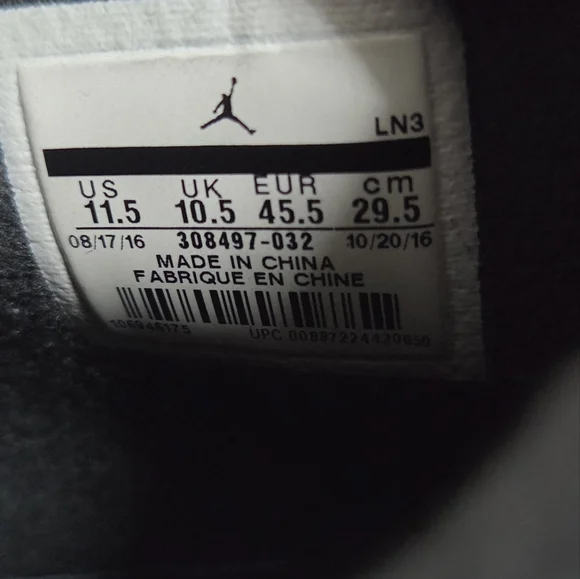 LN3
US UK EUR cm
11.5 10.5 45.5 29.5
08/17/16 308497-032 10/20/16
MADE IN CHINA
FABRIQUE EN CHINE
UPC